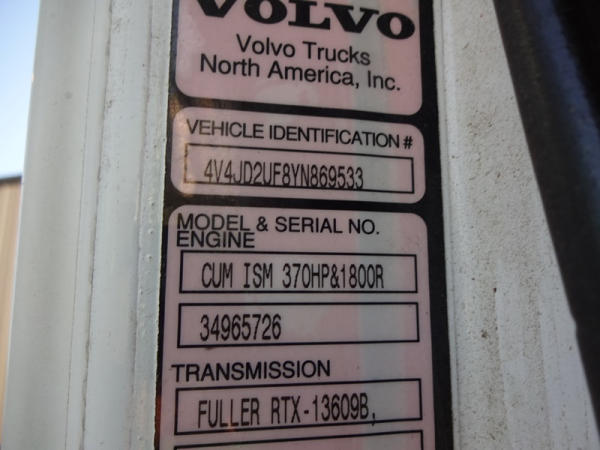 VOLVO
Volvo Trucks
North America, Inc.
VEHICLE IDENTIFICATION #
4V4JD2UF8YN869533
MODEL & SERIAL NO.
ENGINE
CUM ISM 370HP&1800R
34965726
TRANSMISSION
FULLER RTX-13609B,